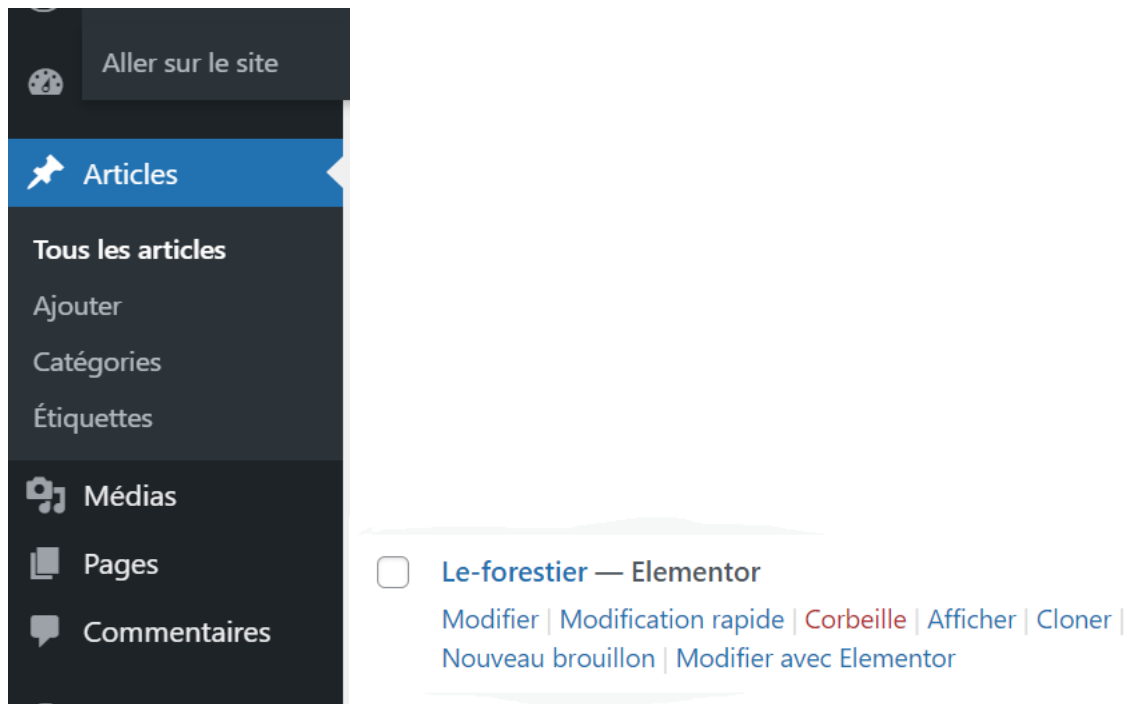 Aller sur le site
Articles
Tous les articles
Ajouter
Catégories
Étiquettes
Médias
Pages
Commentaires
Le-forestier — Elementor
Modifier | Modification rapide | Corbeille | Afficher | Cloner |
Nouveau brouillon | Modifier avec Elementor